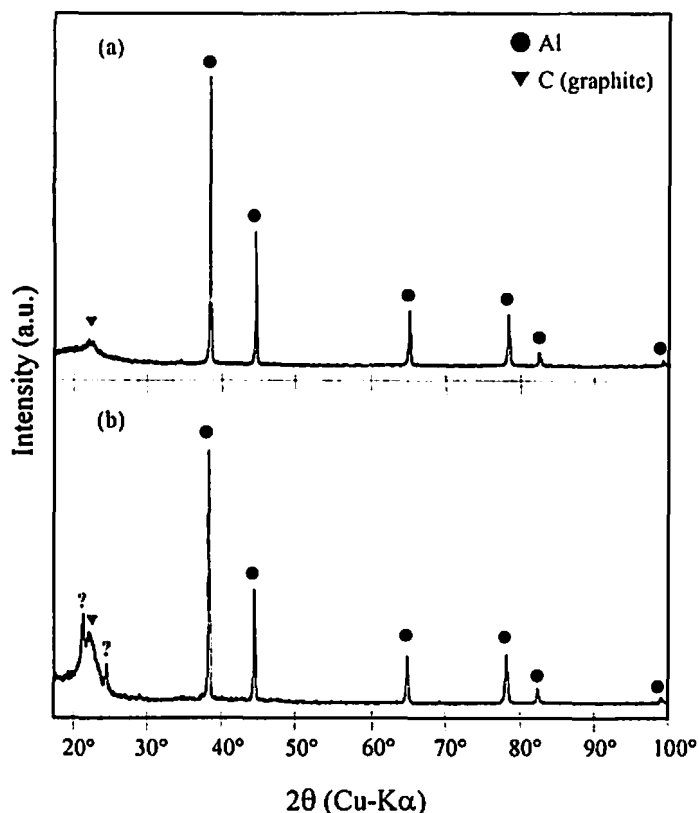 (a)
● Al
▼ C (graphite)
Intensity (a.u.)
(b)
? ?
20° 30° 40° 50° 60° 70° 80° 90° 100°
2θ (Cu-Kα)